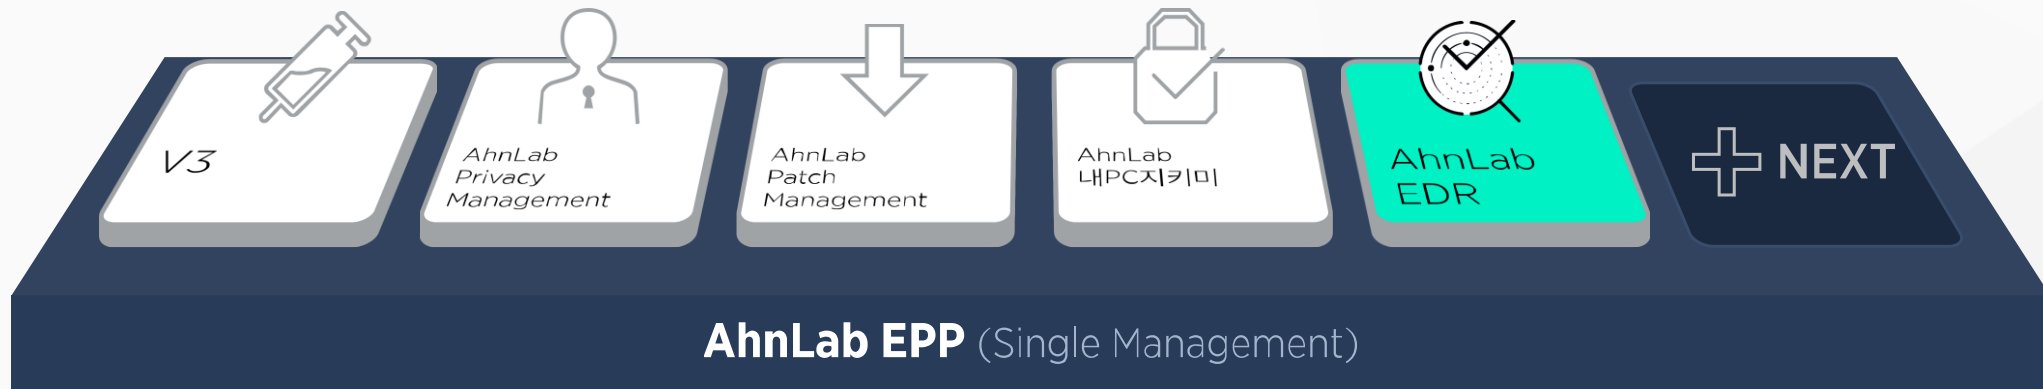 V3
AhnLab
Privacy
Management
AhnLab
Patch
Management
AhnLab
내PC지키미
AhnLab
EDR
NEXT
AhnLab EPP (Single Management)